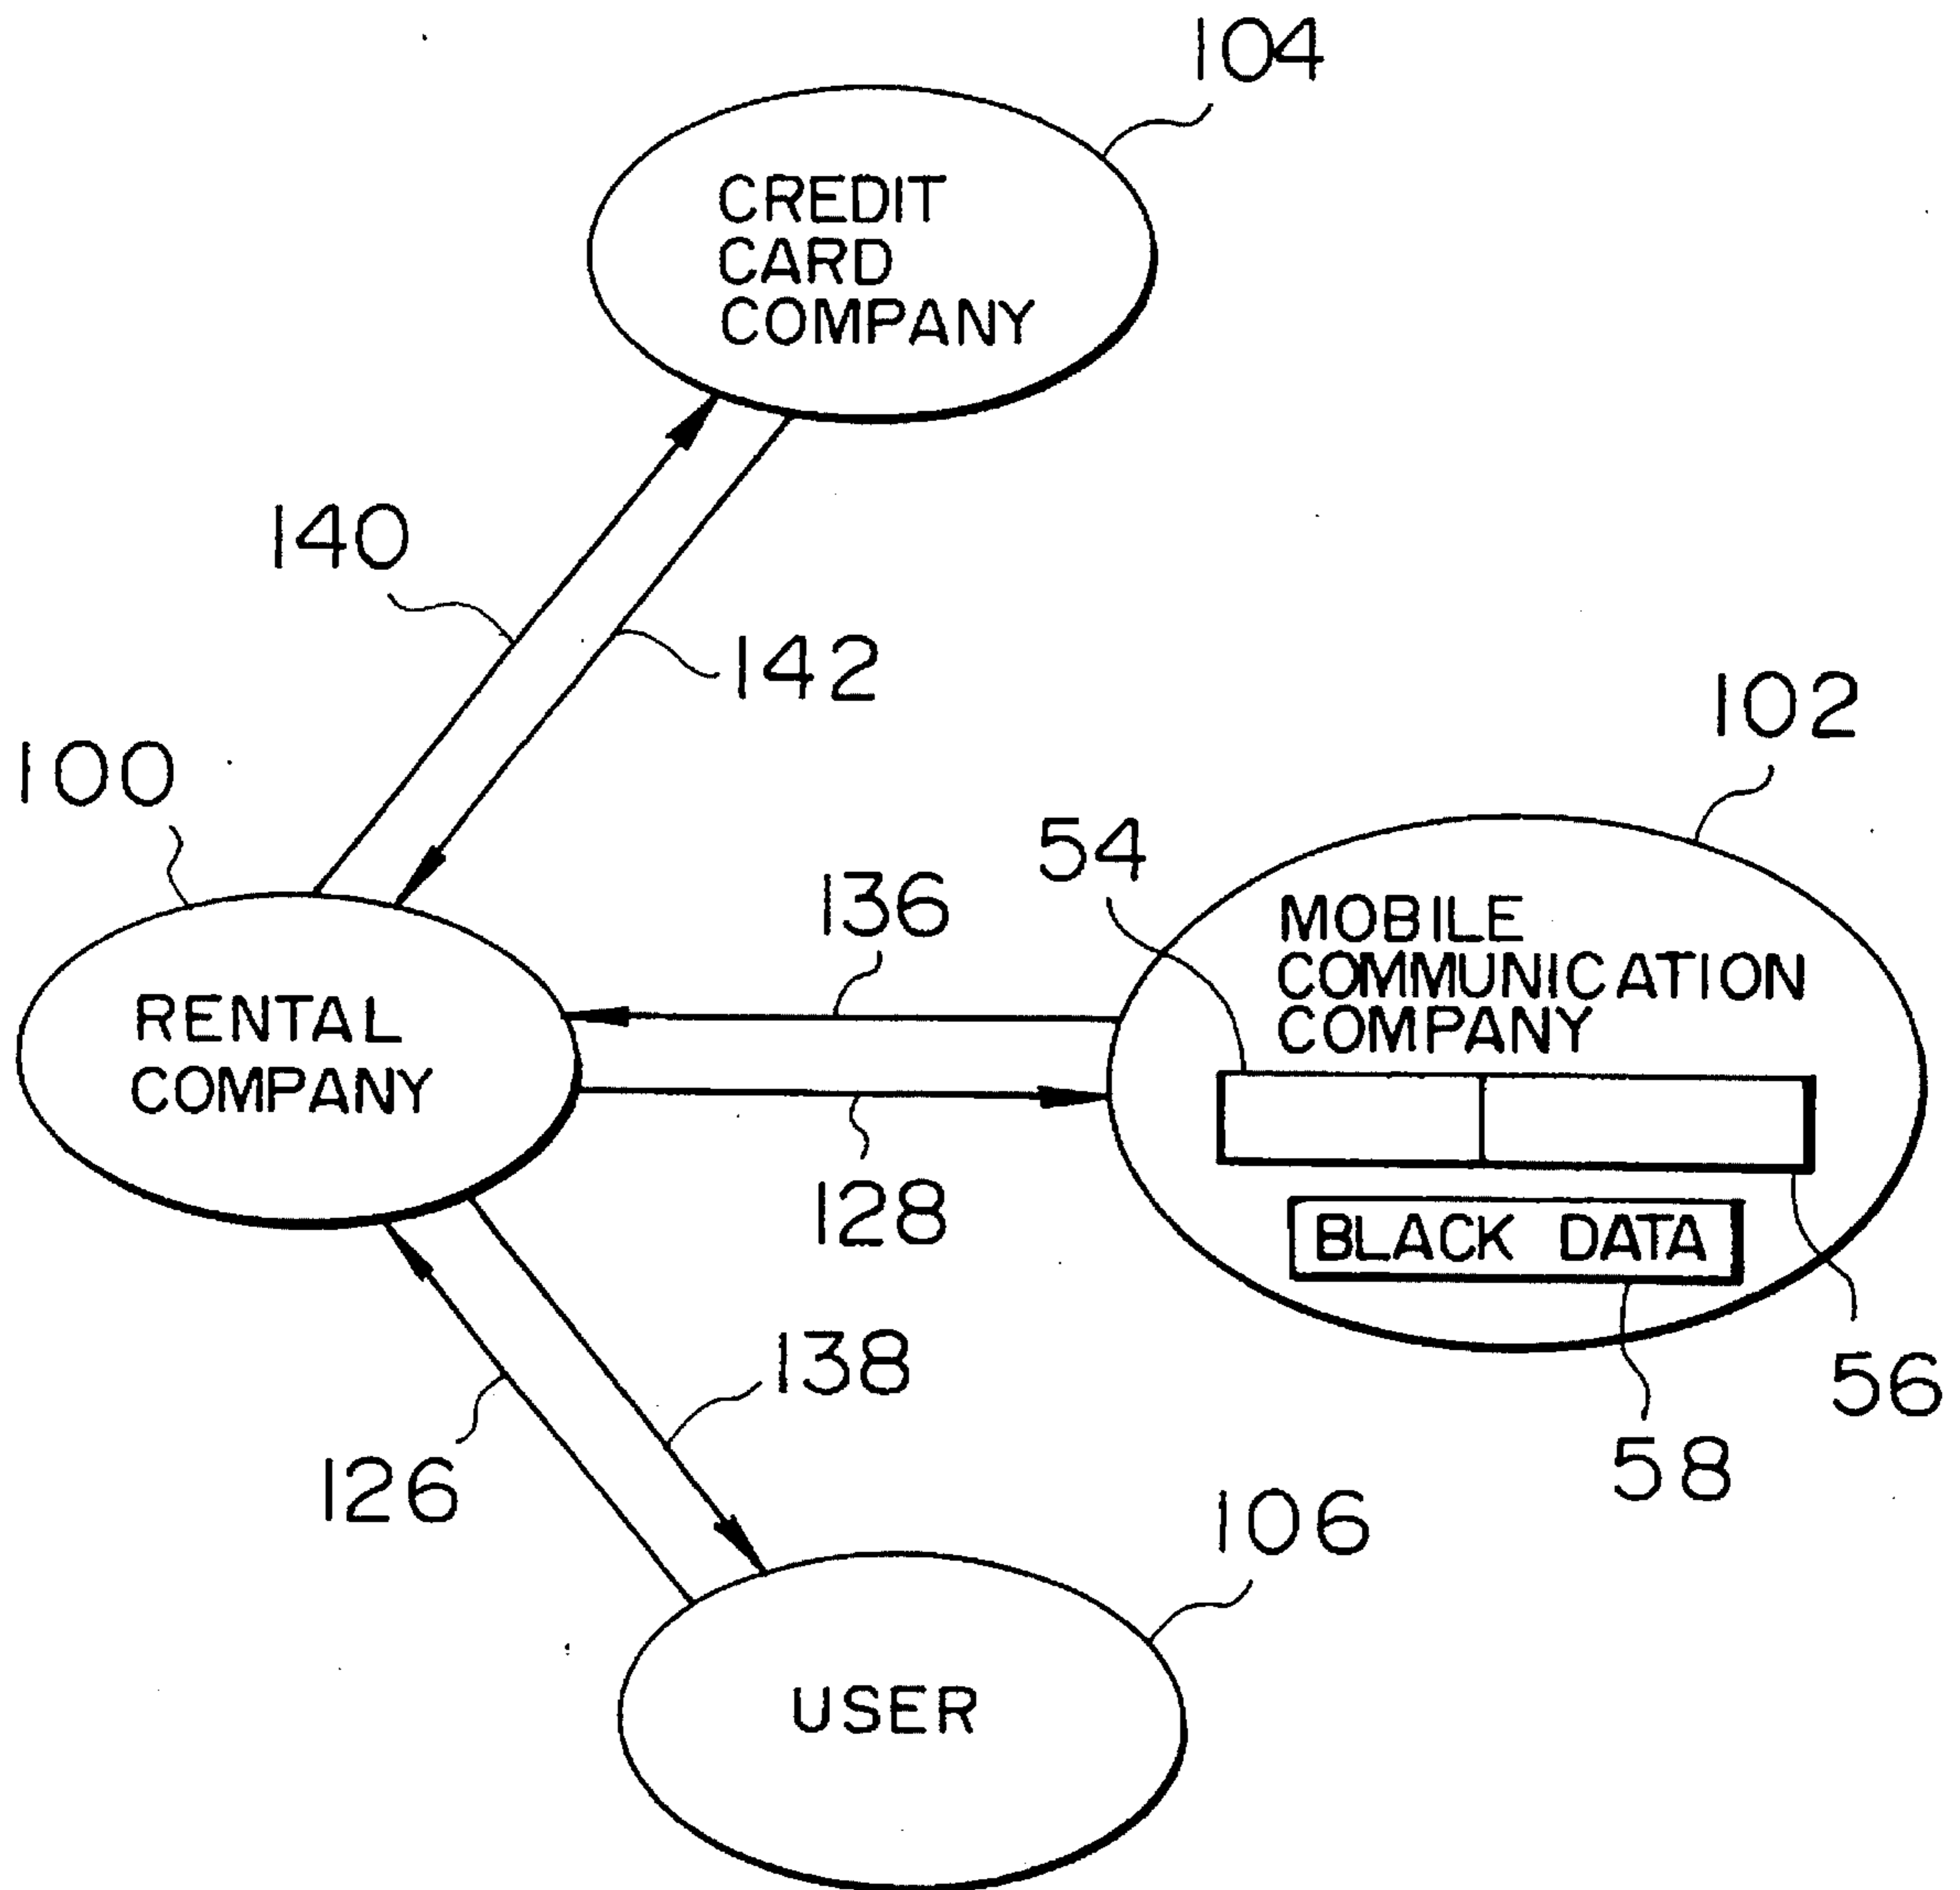 104
CREDIT
CARD
COMPANY
140
142
102
100
54
136
MOBILE
COMMUNICATION
COMPANY
RENTAL
COMPANY
128
BLACK DATA
138
56
126
58
106
USER